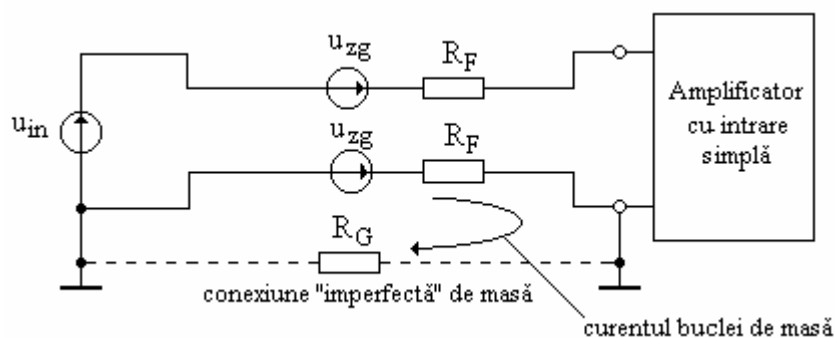 u_zg
R_F
u_in
u_zg
R_F
Amplificator
cu intrare
simplă
R_G
conexiune "imperfectă" de masă
curentul buclei de masă